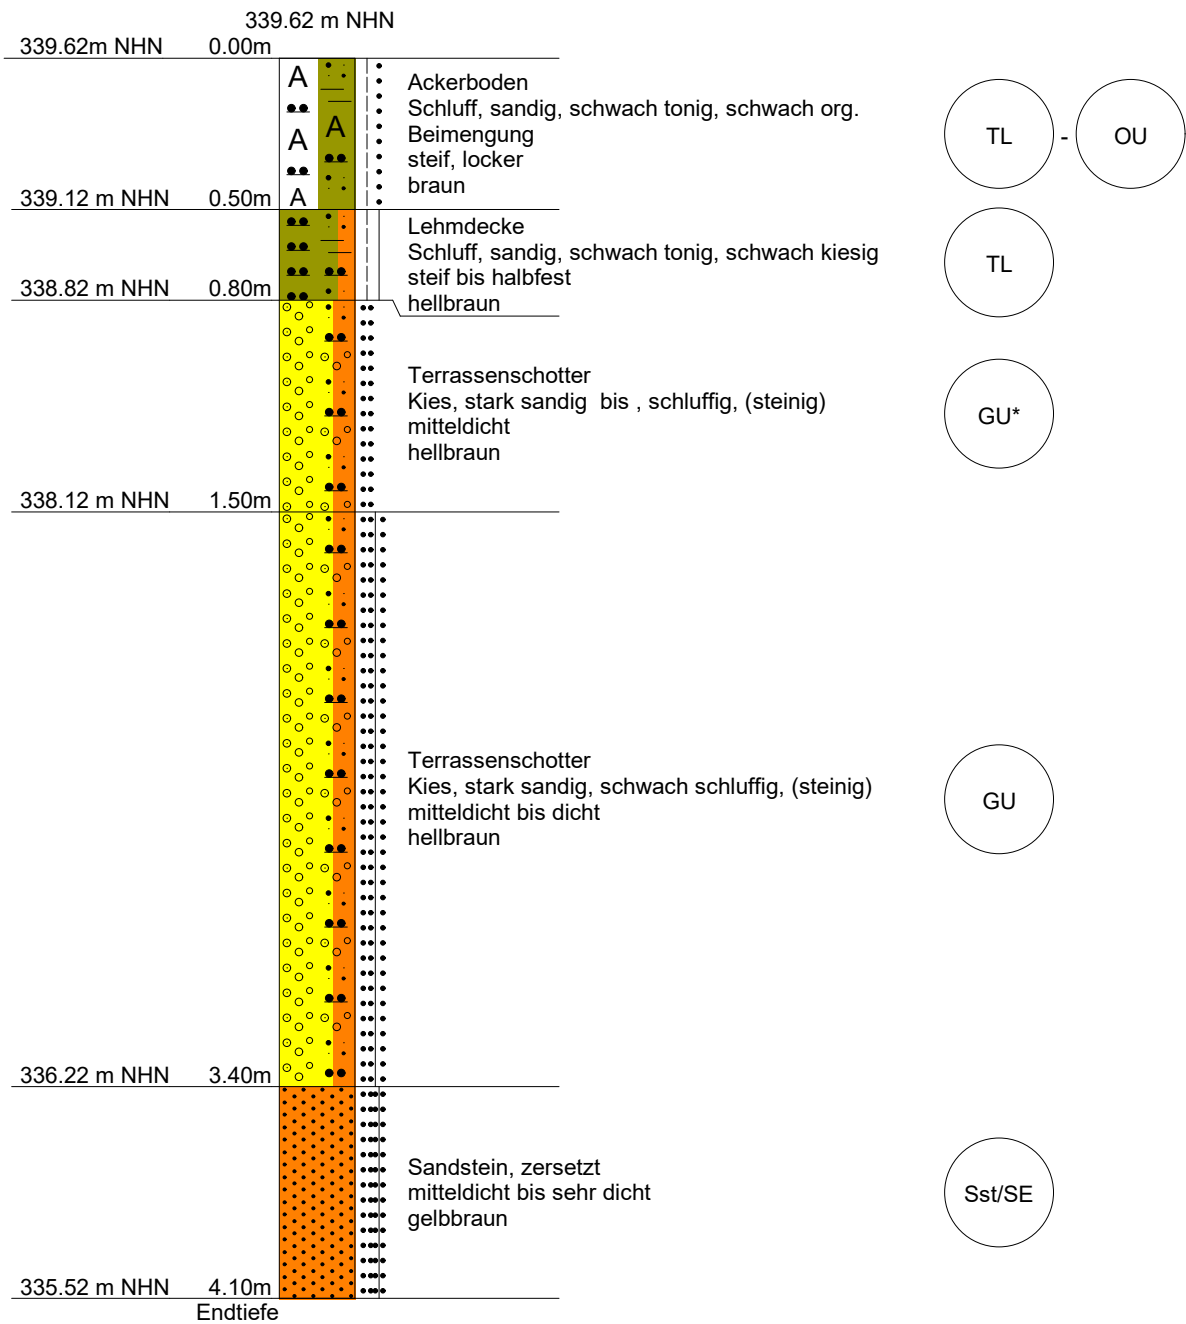 339.62 m NHN
339.62m NHN 0.00m
A
A
A
A
Ackerboden
Schluff, sandig, schwach tonig, schwach org.
Beimengung
steif, locker
braun
TL - OU
339.12 m NHN 0.50m
Lehmdecke
Schluff, sandig, schwach tonig, schwach kiesig
steif bis halbfest
hellbraun
TL
338.82 m NHN 0.80m
Terrassenschotter
Kies, stark sandig  bis , schluffig, (steinig)
mitteldicht
hellbraun
GU*
338.12 m NHN 1.50m
Terrassenschotter
Kies, stark sandig, schwach schluffig, (steinig)
mitteldicht bis dicht
hellbraun
GU
336.22 m NHN 3.40m
Sandstein, zersetzt
mitteldicht bis sehr dicht
gelbbraun
Sst/SE
335.52 m NHN 4.10m
Endtiefe